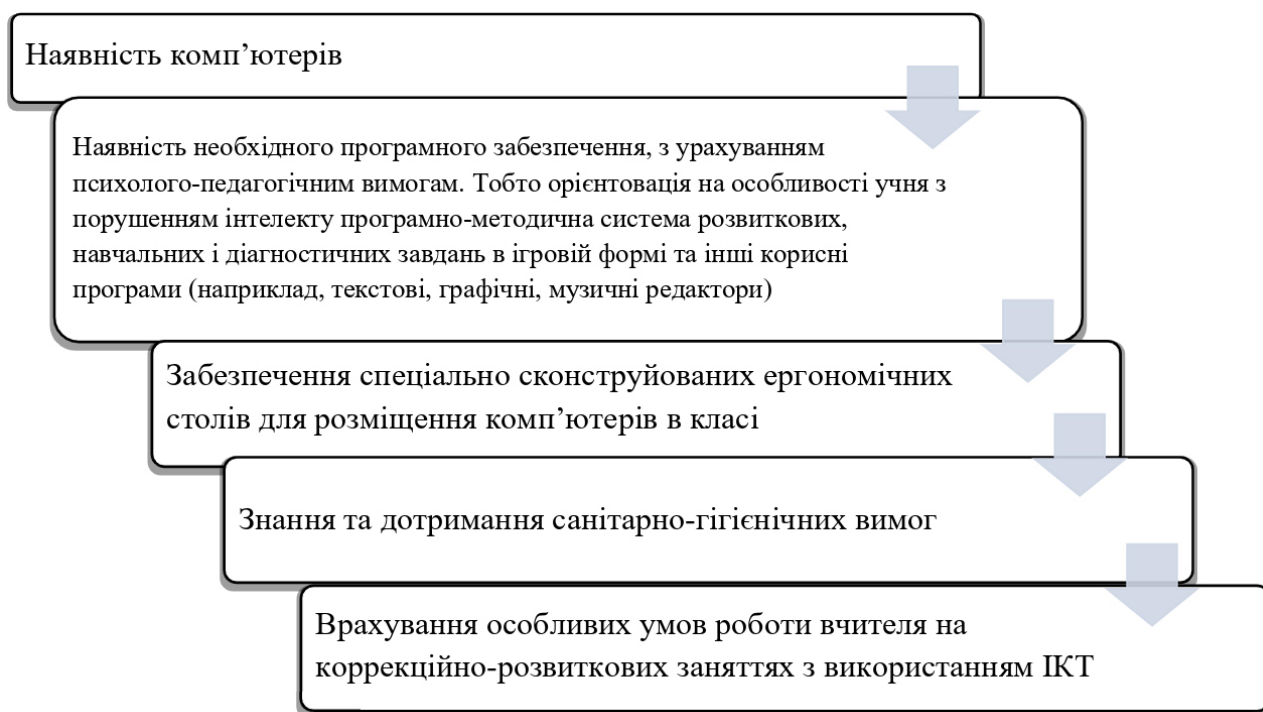 Наявність комп’ютерів
Наявність необхідного програмного забезпечення, з урахуванням
психолого-педагогічним вимогам. Тобто орієнтовація на особливості учня з
порушенням інтелекту програмно-методична система розвиткових,
навчальних і діагностичних завдань в ігровій формі та інші корисні
програми (наприклад, текстові, графічні, музичні редактори)
Забезпечення спеціально сконструйованих ергономічних
столів для розміщення комп’ютерів в класі
Знання та дотримання санітарно-гігієнічних вимог
Врахування особливих умов роботи вчителя на
коррекційно-розвиткових заняттях з використанням ІКТ